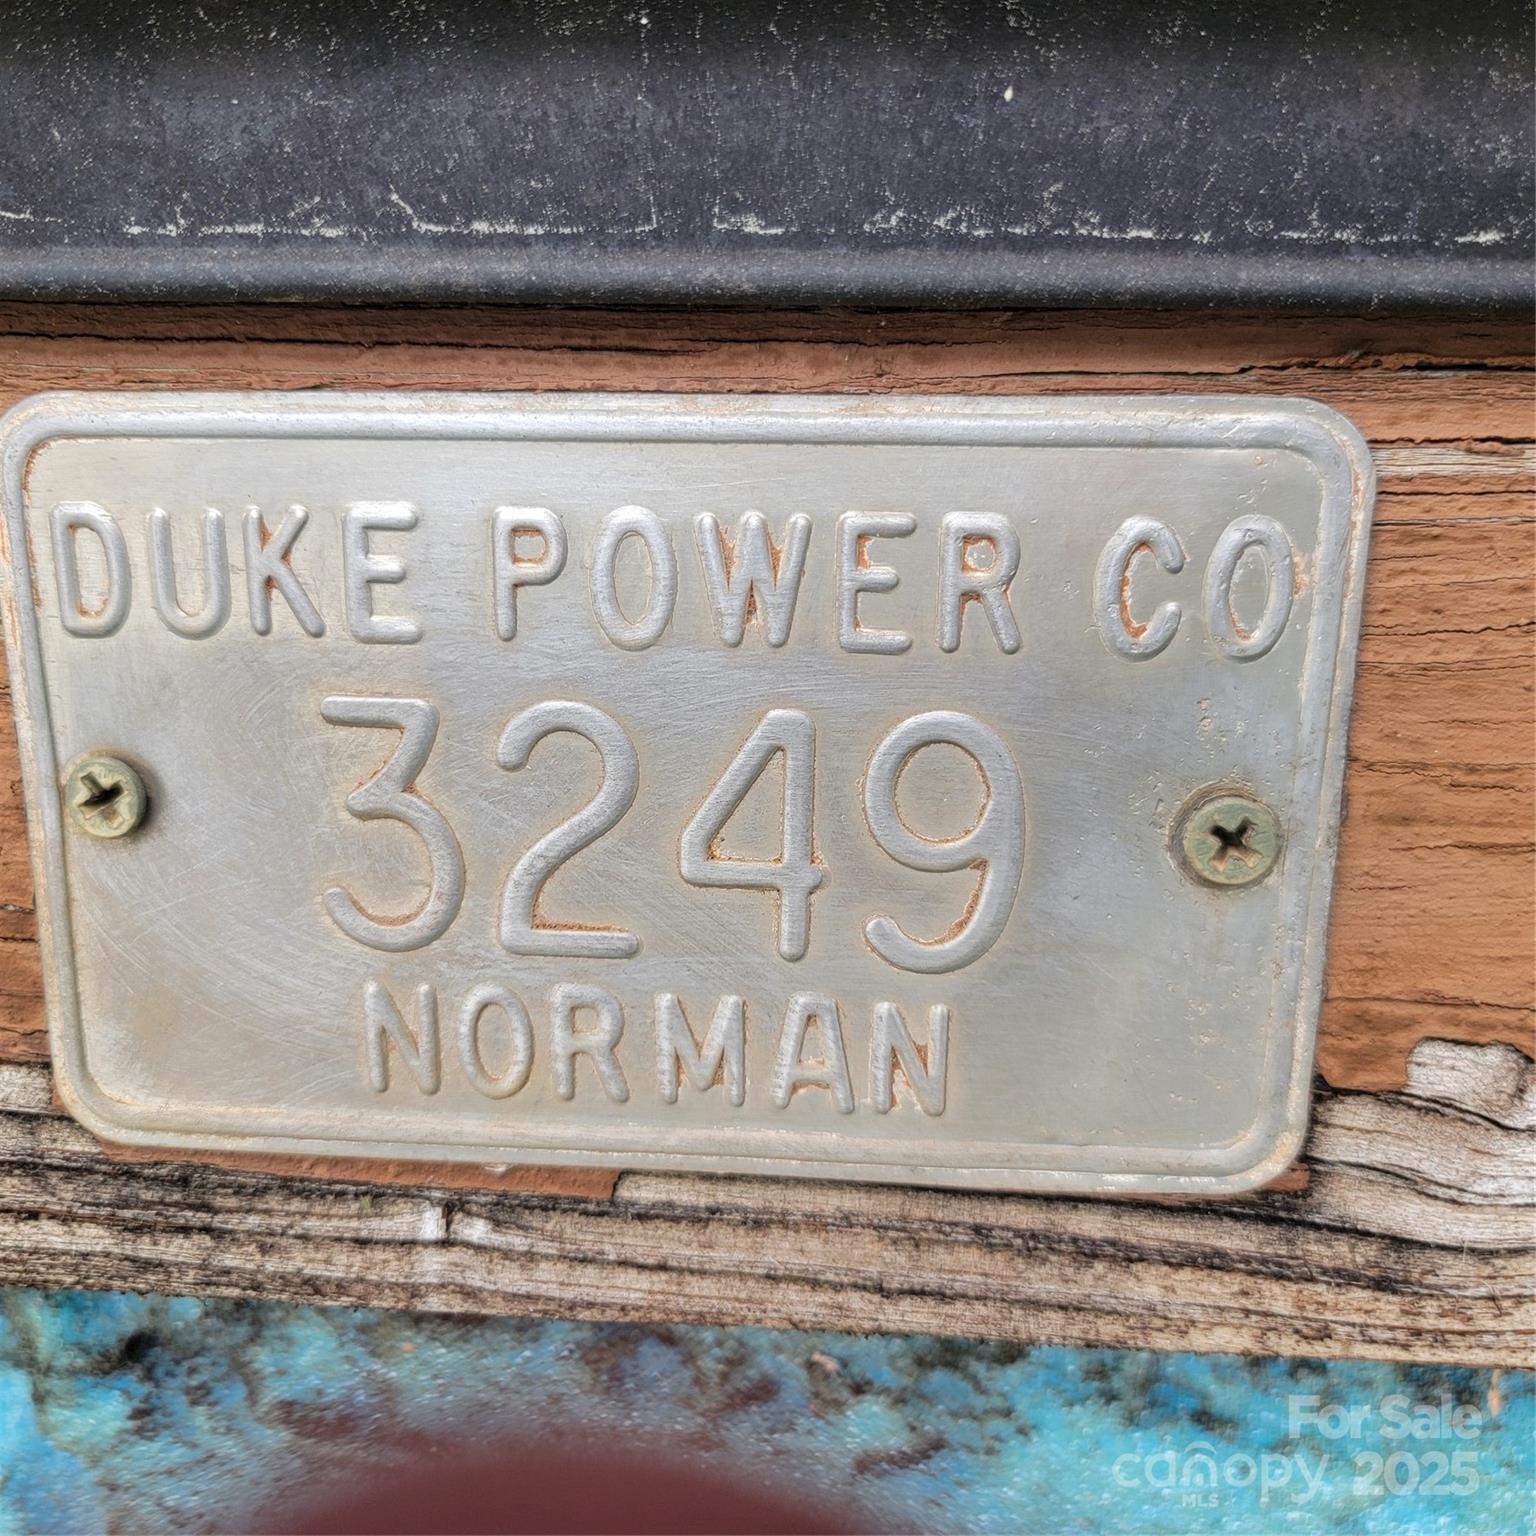 DUKE POWER CO
3249
NORMAN
For Sale
canopy 2025
MLS